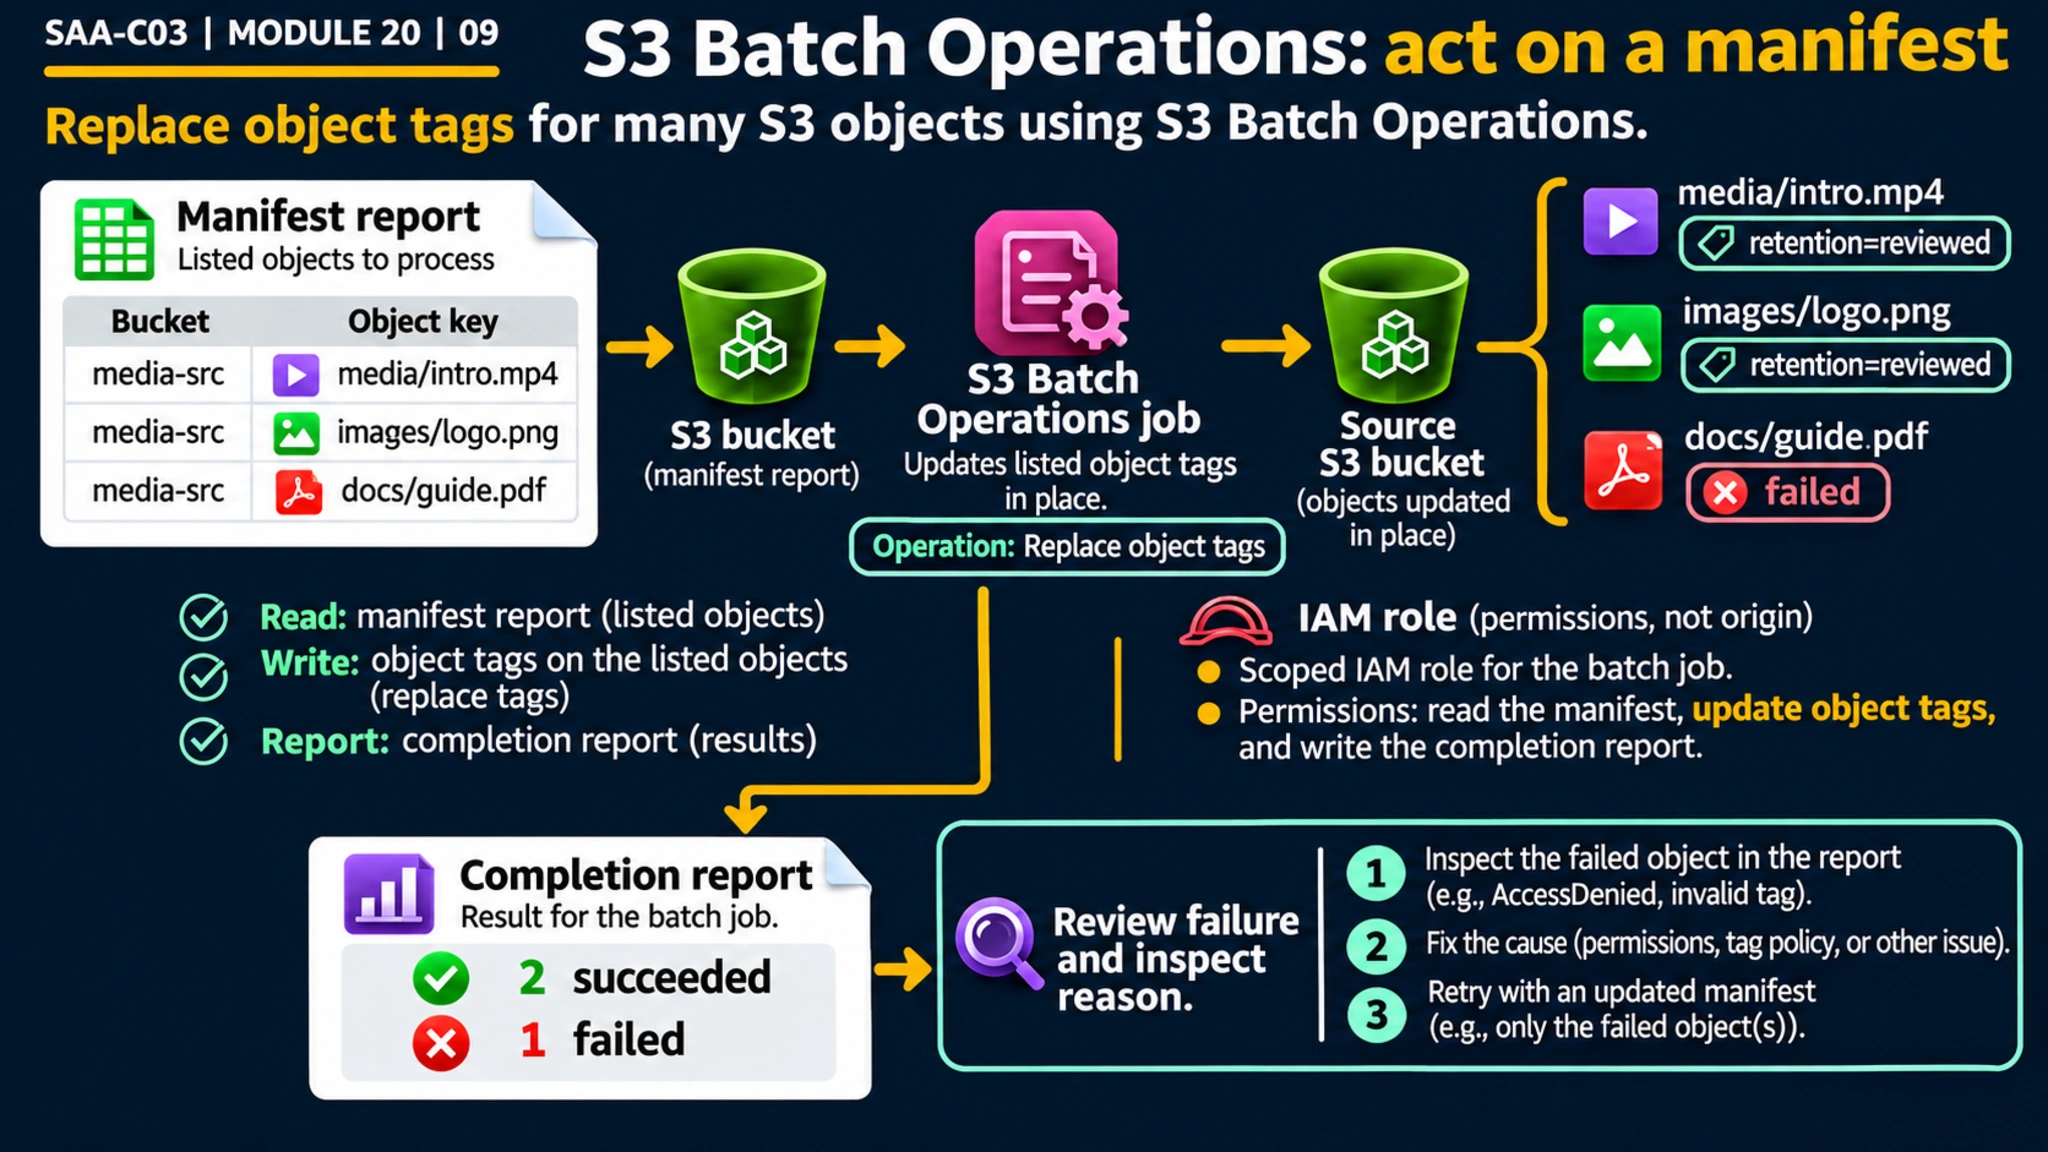 SAA-C03 | MODULE 20 | 09
S3 Batch Operations: act on a manifest
Replace object tags for many S3 objects using S3 Batch Operations.
Manifest report
Listed objects to process
Bucket Object key
media-src media/intro.mp4
media-src images/logo.png
media-src docs/guide.pdf
S3 bucket
(manifest report)
S3 Batch
Operations job
Updates listed object tags
in place.
Operation: Replace object tags
Source
S3 bucket
(objects updated
in place)
media/intro.mp4
retention=reviewed
images/logo.png
retention=reviewed
docs/guide.pdf
failed
Read: manifest report (listed objects)
Write: object tags on the listed objects
(replace tags)
Report: completion report (results)
IAM role (permissions, not origin)
Scoped IAM role for the batch job.
Permissions: read the manifest, update object tags,
and write the completion report.
Completion report
Result for the batch job.
2 succeeded
1 failed
Review failure
and inspect
reason.
1 Inspect the failed object in the report
(e.g., AccessDenied, invalid tag).
2 Fix the cause (permissions, tag policy, or other issue).
3 Retry with an updated manifest
(e.g., only the failed object(s)).